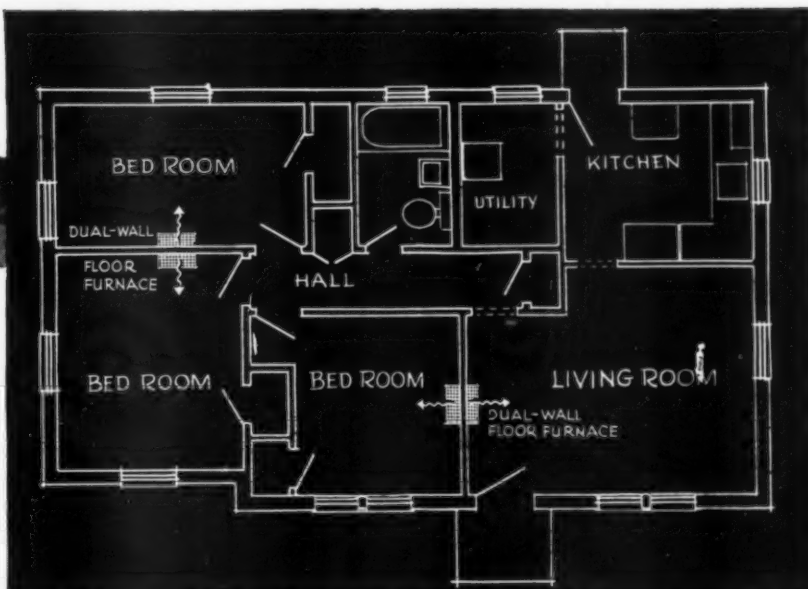 BED ROOM
KITCHEN
UTILITY
DUAL-WALL
FLOOR
FURNACE
HALL
BED ROOM
BED ROOM
LIVING ROOM
DUAL-WALL
FLOOR FURNACE